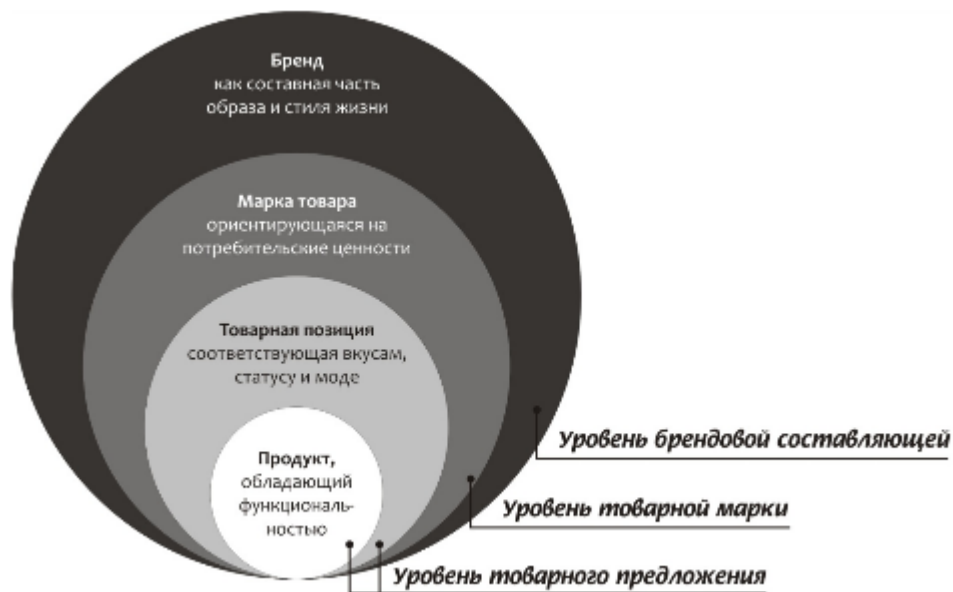 Бренд
как составная часть
образа и стиля жизни
Марка товара
ориентирующаяся на
потребительские ценности
Товарная позиция
соответствующая вкусам,
статусу и моде
Продукт,
обладающий
функциональ-
ностью
Уровень брендовой составляющей
Уровень товарной марки
Уровень товарного предложения